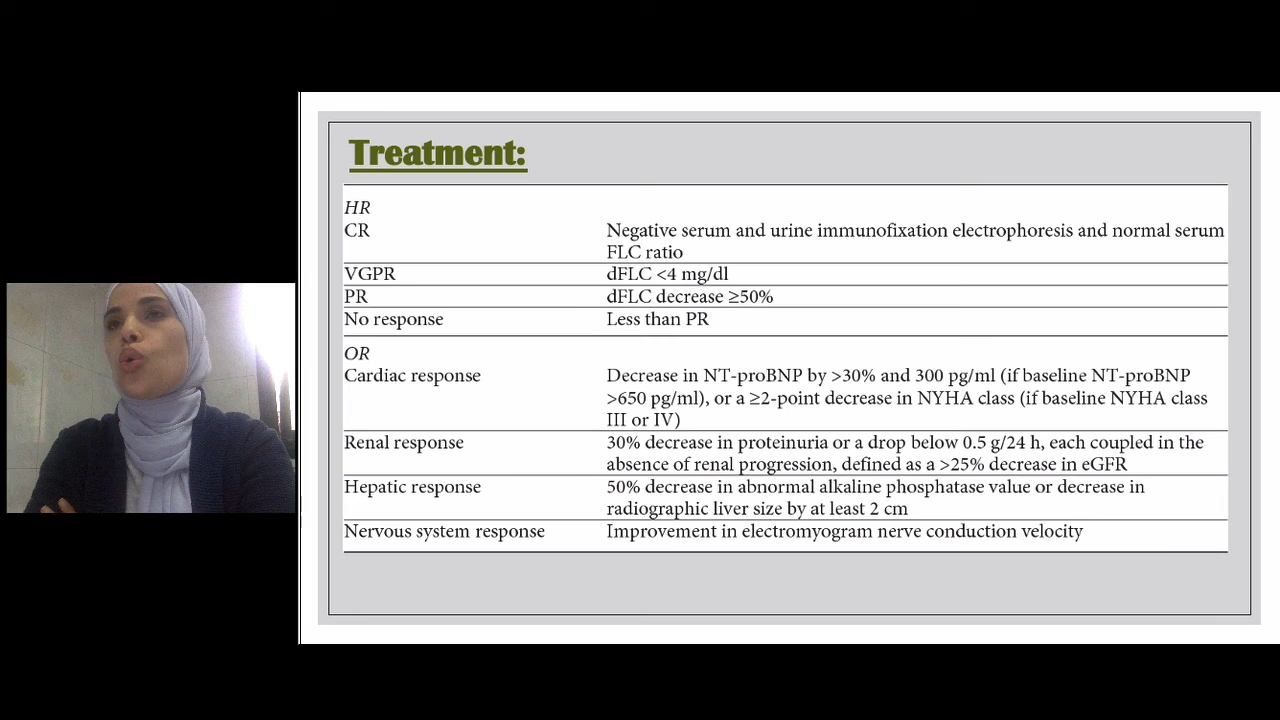 Treatment:
HR
CR Negative serum and urine immunofixation electrophoresis and normal serum
FLC ratio
VGPR dFLC <4 mg/dl
PR dFLC decrease ≥50%
No response Less than PR
OR
Cardiac response Decrease in NT-proBNP by >30% and 300 pg/ml (if baseline NT-proBNP
>650 pg/ml), or a ≥2-point decrease in NYHA class (if baseline NYHA class
III or IV)
Renal response 30% decrease in proteinuria or a drop below 0.5 g/24 h, each coupled in the
absence of renal progression, defined as a >25% decrease in eGFR
Hepatic response 50% decrease in abnormal alkaline phosphatase value or decrease in
radiographic liver size by at least 2 cm
Nervous system response Improvement in electromyogram nerve conduction velocity